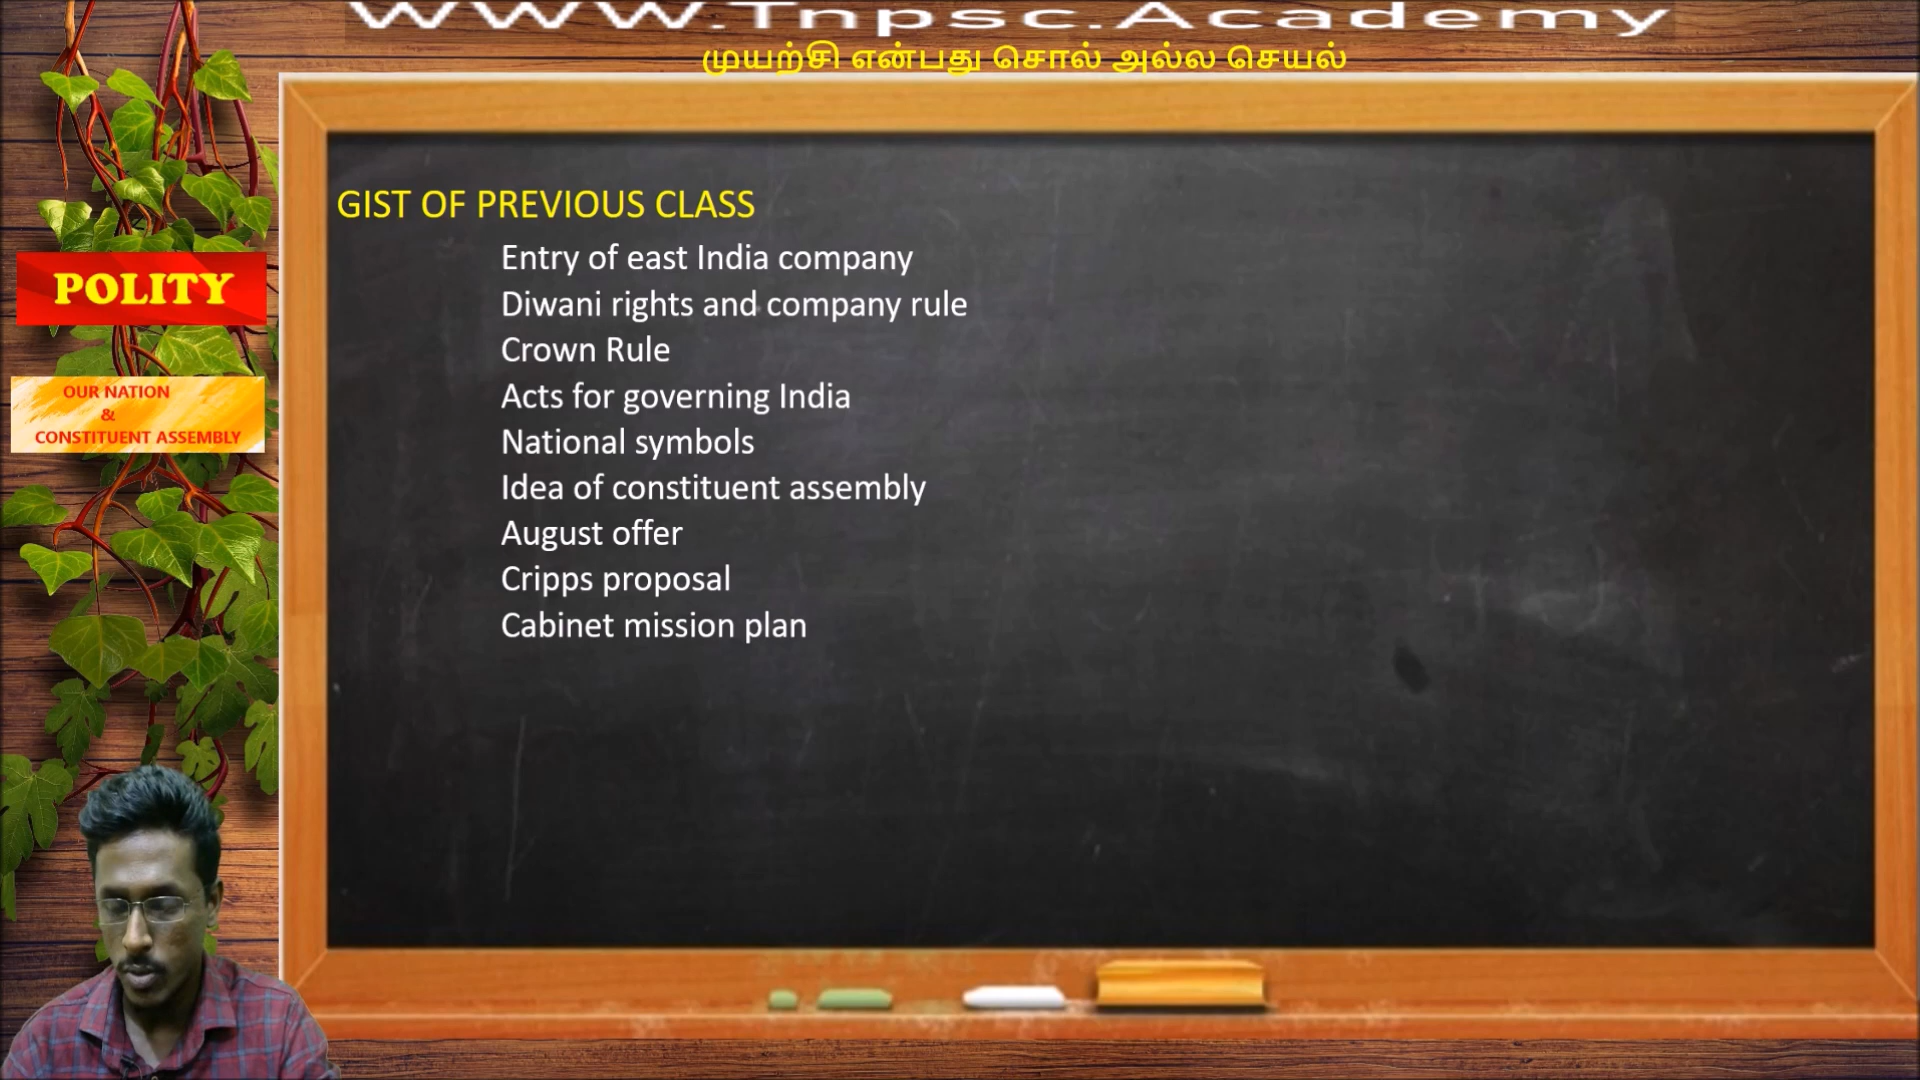 WWW.Tnpsc.Academy
முயற்சி என்பது சொல் அல்ல செயல்
GIST OF PREVIOUS CLASS
Entry of east India company
Diwani rights and company rule
Crown Rule
Acts for governing India
National symbols
Idea of constituent assembly
August offer
Cripps proposal
Cabinet mission plan
POLITY
OUR NATION
&
CONSTITUENT ASSEMBLY